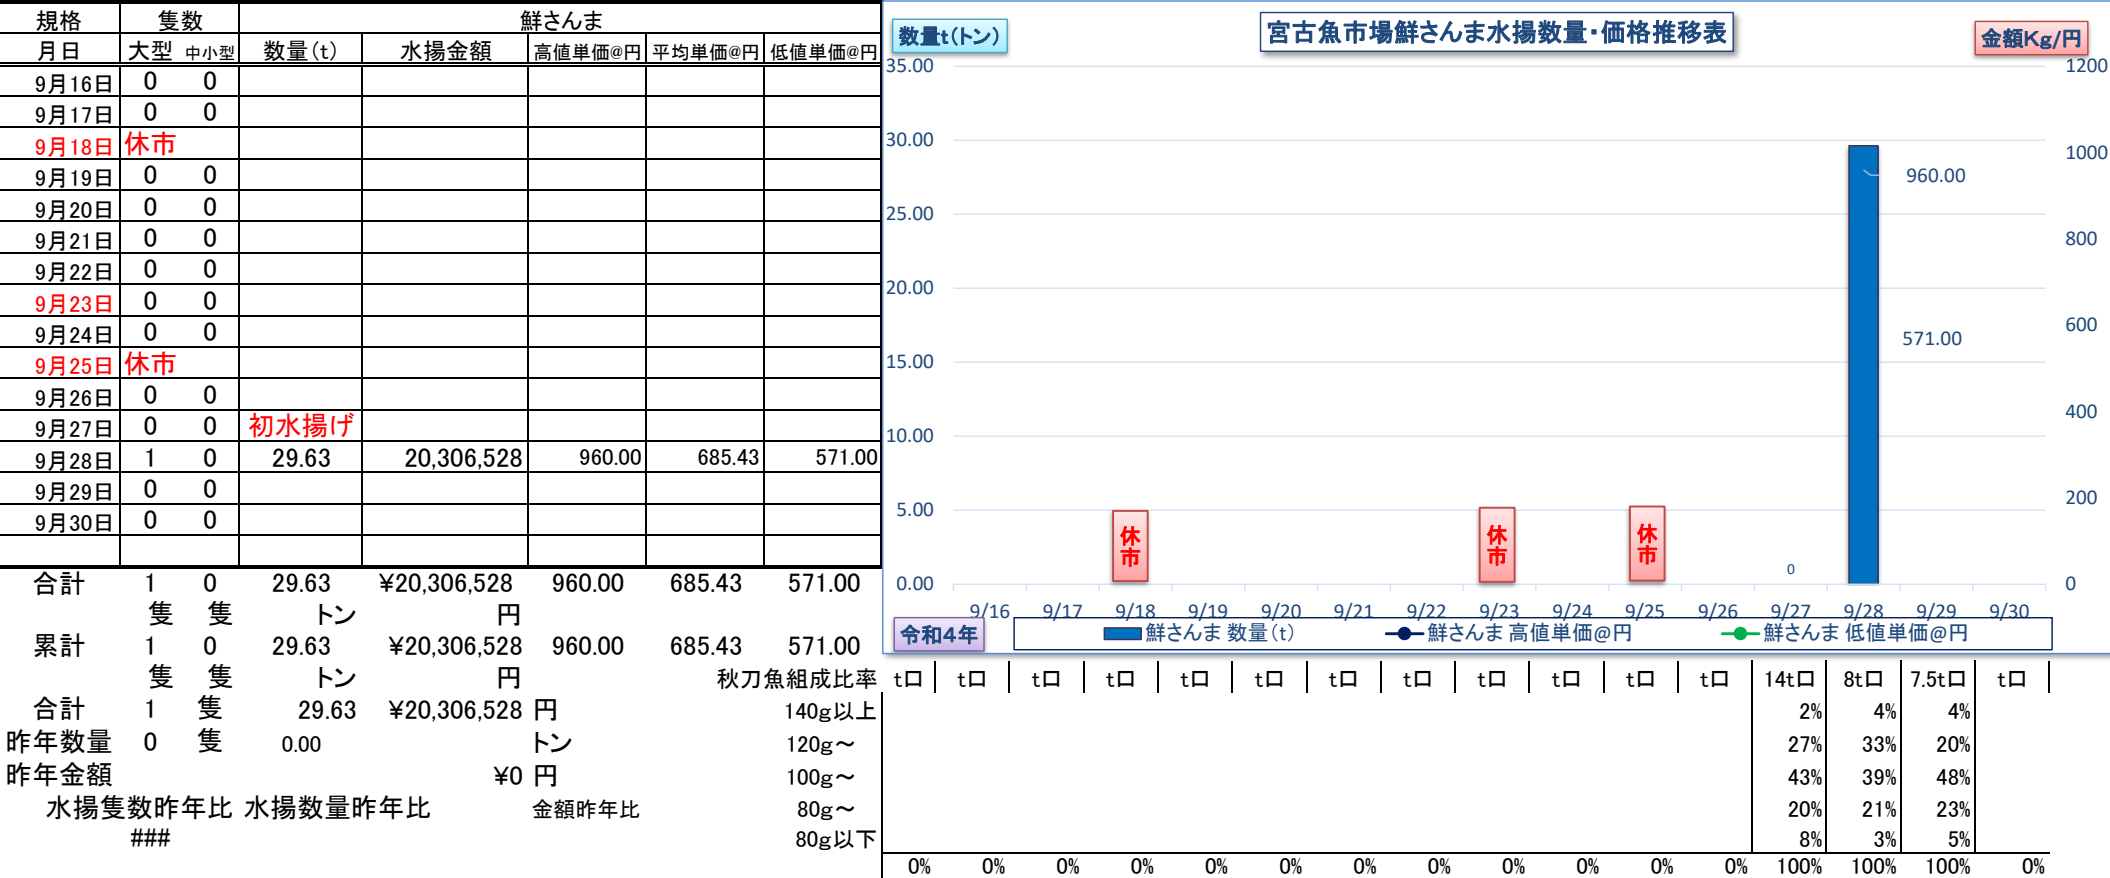 規格 隻数 鮮さんま
月日 大型 中小型 数量(t) 水揚金額 高値単価@円 平均単価@円 低値単価@円
9月16日 0 0
9月17日 0 0
9月18日 休市
9月19日 0 0
9月20日 0 0
9月21日 0 0
9月22日 0 0
9月23日 0 0
9月24日 0 0
9月25日 休市
9月26日 0 0
9月27日 0 0 初水揚げ
9月28日 1 0 29.63 20,306,528 960.00 685.43 571.00
9月29日 0 0
9月30日 0 0
合計 1 0 29.63 ¥20,306,528 960.00 685.43 571.00
隻 隻 トン 円
累計 1 0 29.63 ¥20,306,528 960.00 685.43 571.00
隻 隻 トン 円
合計 1 隻 29.63 ¥20,306,528 円
昨年数量 0 隻 0.00 トン
昨年金額 ¥0 円
水揚隻数昨年比 水揚数量昨年比 金額昨年比
###
数量t(トン)
宮古魚市場鮮さんま水揚数量・価格推移表
金額Kg/円
35.00 1200
30.00 1000
25.00 800
20.00 600
15.00 400
10.00 200
5.00 0
0.00
960.00
571.00
休市
休市
休市
0
9/16 9/17 9/18 9/19 9/20 9/21 9/22 9/23 9/24 9/25 9/26 9/27 9/28 9/29 9/30
令和4年
鮮さんま 数量(t) 鮮さんま 高値単価@円 鮮さんま 低値単価@円
秋刀魚組成比率 t口 t口 t口 t口 t口 t口 t口 t口 t口 t口 t口 t口 14t口 8t口 7.5t口 t口
140g以上 2% 4% 4%
120g~ 27% 33% 20%
100g~ 43% 39% 48%
80g~ 20% 21% 23%
80g以下 8% 3% 5%
0% 0% 0% 0% 0% 0% 0% 0% 0% 0% 0% 0% 100% 100% 100% 0%